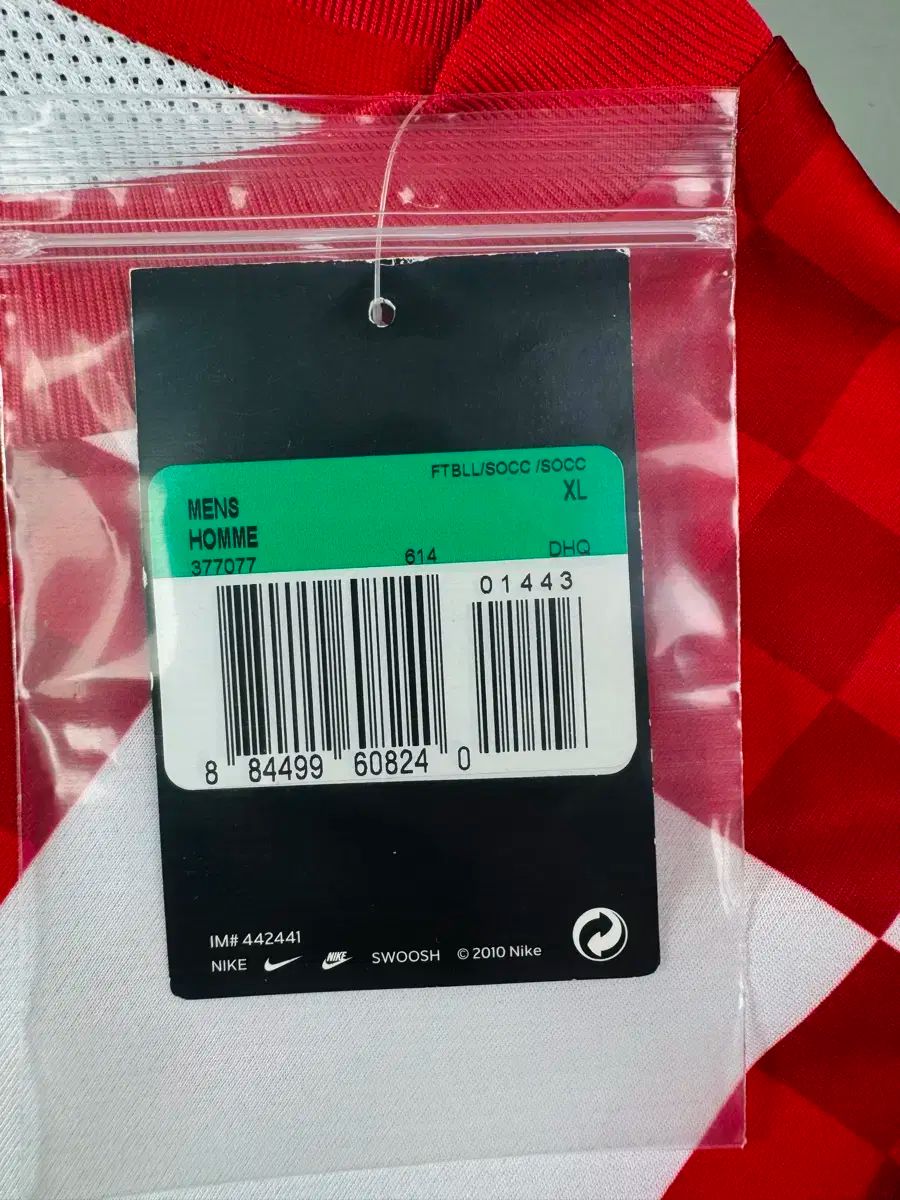 FTBLL/SOCC /SOCC
XL
MENS
HOMME
377077 614 DHQ
01443
8 84499 60824 0
IM# 442441
NIKE NIKE SWOOSH © 2010 Nike